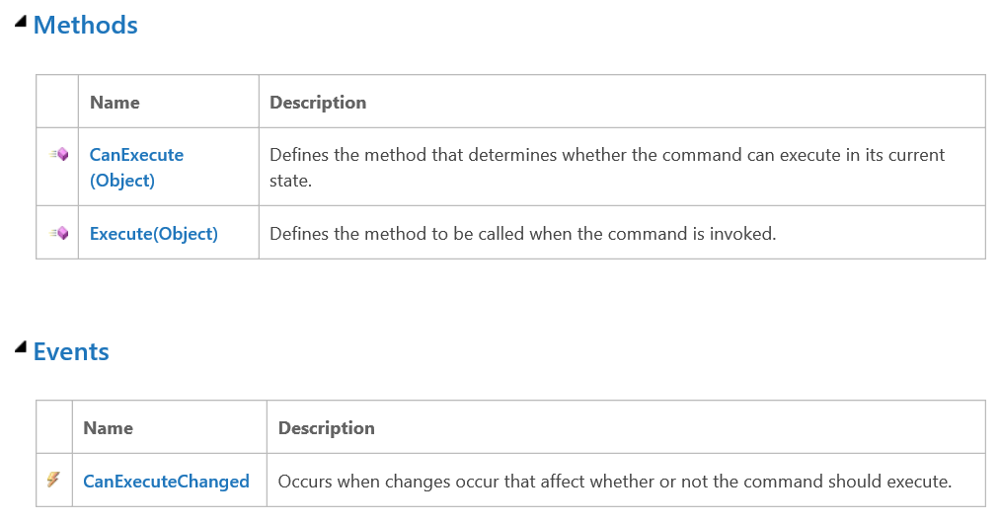 Methods
Name Description
CanExecute Defines the method that determines whether the command can execute in its current
(Object) state.
Execute(Object) Defines the method to be called when the command is invoked.
Events
Name Description
CanExecuteChanged Occurs when changes occur that affect whether or not the command should execute.